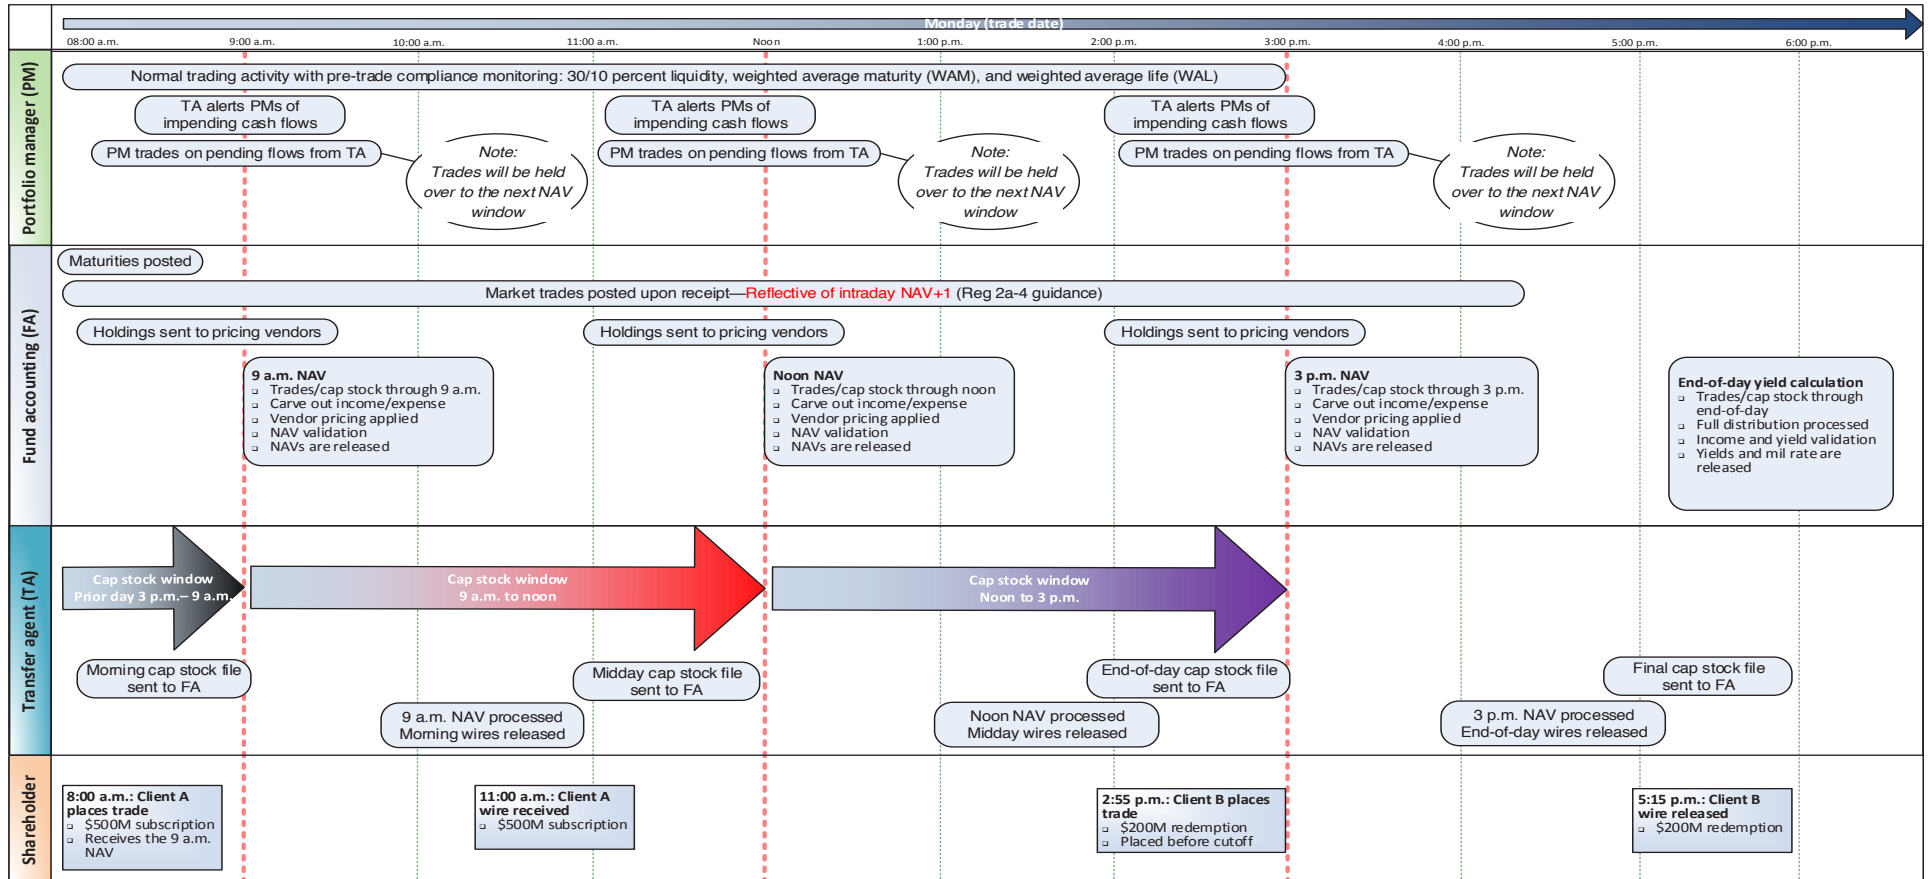 Monday (trade date)
08:00 a.m.
9:00 a.m.
10:00 a.m.
11:00 a.m.
Noon
1:00 p.m.
2:00 p.m.
3:00 p.m.
4:00 p.m.
5:00 p.m.
6:00 p.m.
Portfolio manager (PM)
Normal trading activity with pre-trade compliance monitoring: 30/10 percent liquidity, weighted average maturity (WAM), and weighted average life (WAL)
TA alerts PMs of
impending cash flows
PM trades on pending flows from TA
Note:
Trades will be held
over to the next NAV
window
TA alerts PMs of
impending cash flows
PM trades on pending flows from TA
Note:
Trades will be held
over to the next NAV
window
TA alerts PMs of
impending cash flows
PM trades on pending flows from TA
Note:
Trades will be held
over to the next NAV
window
Fund accounting (FA)
Maturities posted
Market trades posted upon receipt—Reflective of intraday NAV+1 (Reg 2a-4 guidance)
Holdings sent to pricing vendors
Holdings sent to pricing vendors
Holdings sent to pricing vendors
9 a.m. NAV
Trades/cap stock through 9 a.m.
Carve out income/expense
Vendor pricing applied
NAV validation
NAVs are released
Noon NAV
Trades/cap stock through noon
Carve out income/expense
Vendor pricing applied
NAV validation
NAVs are released
3 p.m. NAV
Trades/cap stock through 3 p.m.
Carve out income/expense
Vendor pricing applied
NAV validation
NAVs are released
End-of-day yield calculation
Trades/cap stock through
end-of-day
Full distribution processed
Income and yield validation
Yields and mil rate are
released
Transfer agent (TA)
Cap stock window
Prior day 3 p.m.– 9 a.m.
Cap stock window
9 a.m. to noon
Cap stock window
Noon to 3 p.m.
Morning cap stock file
sent to FA
9 a.m. NAV processed
Morning wires released
Midday cap stock file
sent to FA
Noon NAV processed
Midday wires released
End-of-day cap stock file
sent to FA
3 p.m. NAV processed
End-of-day wires released
Final cap stock file
sent to FA
Shareholder
8:00 a.m.: Client A
places trade
$500M subscription
Receives the 9 a.m.
NAV
11:00 a.m.: Client A
wire received
$500M subscription
2:55 p.m.: Client B places
trade
$200M redemption
Placed before cutoff
5:15 p.m.: Client B
wire released
$200M redemption